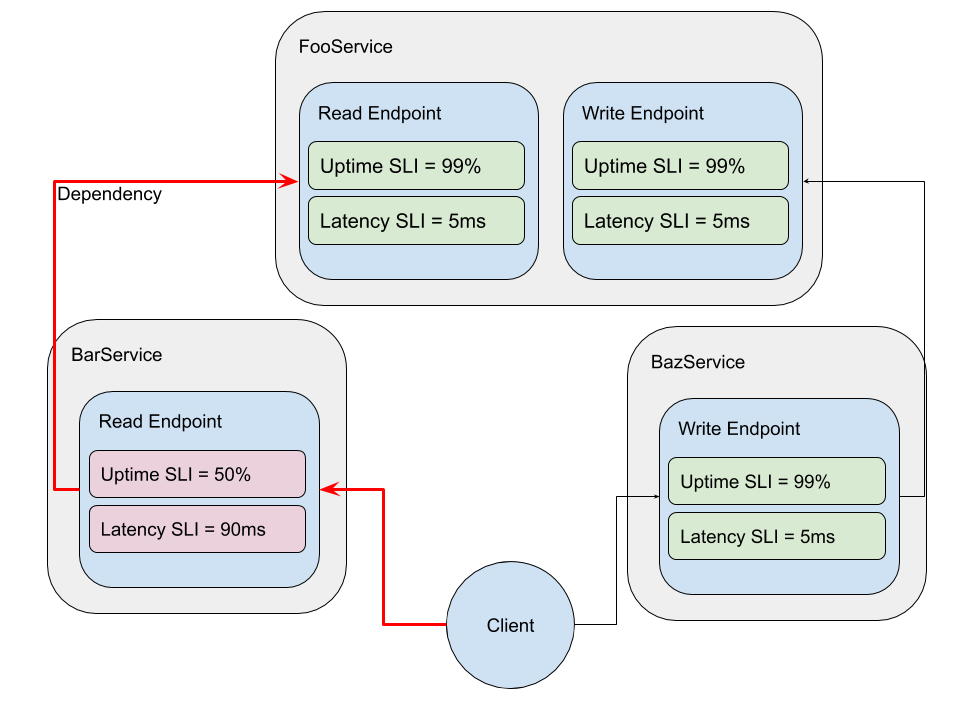 FooService
Read Endpoint
Uptime SLI = 99%
Latency SLI = 5ms
Write Endpoint
Uptime SLI = 99%
Latency SLI = 5ms
Dependency
BarService
Read Endpoint
Uptime SLI = 50%
Latency SLI = 90ms
BazService
Write Endpoint
Uptime SLI = 99%
Latency SLI = 5ms
Client